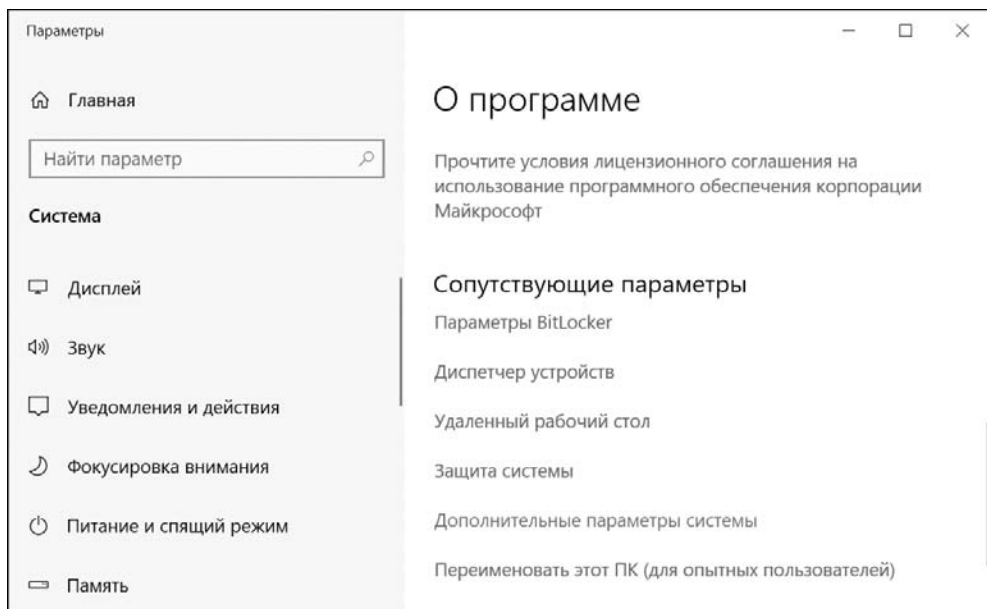 Параметры
Главная
Найти параметр
Система
Дисплей
Звук
Уведомления и действия
Фокусировка внимания
Питание и спящий режим
Память
О программе
Прочтите условия лицензионного соглашения на
использование программного обеспечения корпорации
Майкрософт
Сопутствующие параметры
Параметры BitLocker
Диспетчер устройств
Удаленный рабочий стол
Защита системы
Дополнительные параметры системы
Переименовать этот ПК (для опытных пользователей)